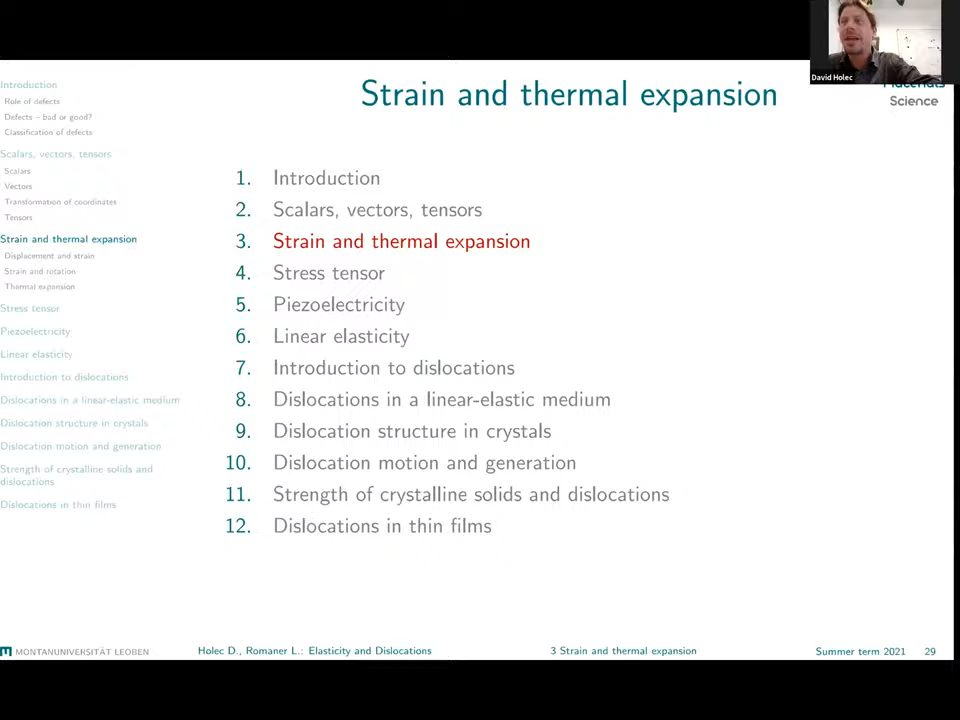 David Holec
Materials
Science
Introduction
Role of defects
Defects – bad or good?
Classification of defects
Scalars, vectors, tensors
Scalars
Vectors
Transformation of coordinates
Tensors
Strain and thermal expansion
Displacement and strain
Strain and rotation
Thermal expansion
Stress tensor
Piezoelectricity
Linear elasticity
Introduction to dislocations
Dislocations in a linear-elastic medium
Dislocation structure in crystals
Dislocation motion and generation
Strength of crystalline solids and
dislocations
Dislocations in thin films
Strain and thermal expansion
1. Introduction
2. Scalars, vectors, tensors
3. Strain and thermal expansion
4. Stress tensor
5. Piezoelectricity
6. Linear elasticity
7. Introduction to dislocations
8. Dislocations in a linear-elastic medium
9. Dislocation structure in crystals
10. Dislocation motion and generation
11. Strength of crystalline solids and dislocations
12. Dislocations in thin films
MONTANUNIVERSITÄT LEOBEN
Holec D., Romaner L.: Elasticity and Dislocations
3 Strain and thermal expansion
Summer term 2021 29